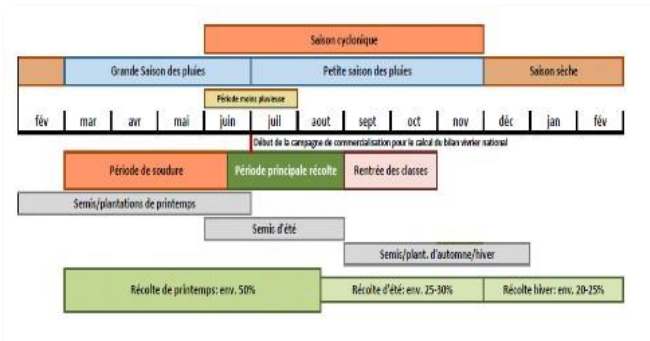 Saison cyclonique
Grande Saison des pluies
Petite saison des pluies
Saison sèche
Période moins pluvieuse
fév
mar
avr
mai
juin
juil
aout
sept
oct
nov
déc
jan
fév
Début de la campagne de commercialisation pour le calcul du bilan vivrier national
Période de soudure
Période principale récolte
Rentrée des classes
Semis/plantations de printemps
Semis d'été
Semis/plant. d'automne/hiver
Récolte de printemps: env. 50%
Récolte d'été: env. 25-30%
Récolte hiver: env. 20-25%